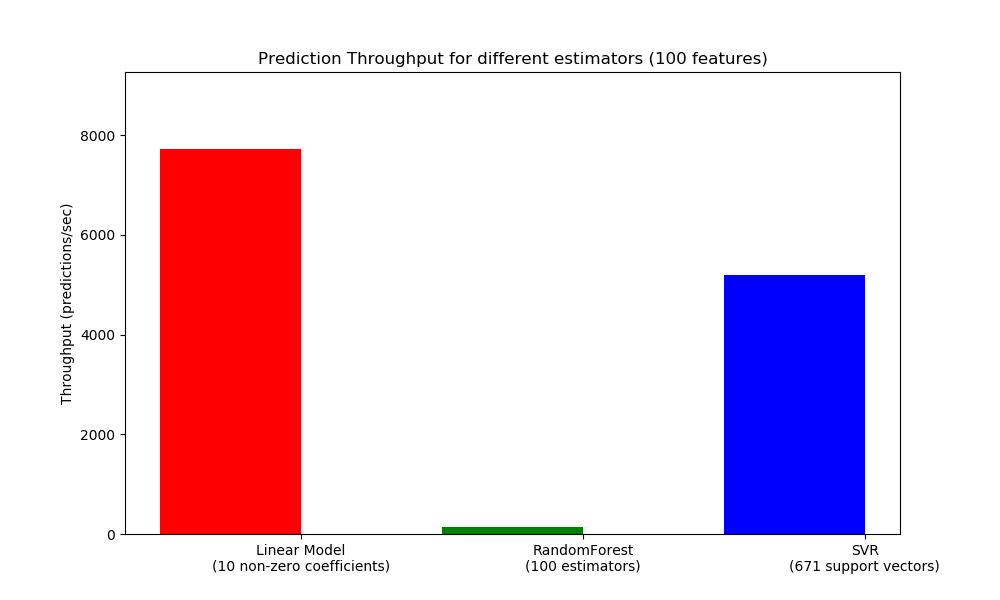 Prediction Throughput for different estimators (100 features)
Throughput (predictions/sec)
8000
6000
4000
2000
0
Linear Model
(10 non-zero coefficients)
RandomForest
(100 estimators)
SVR
(671 support vectors)